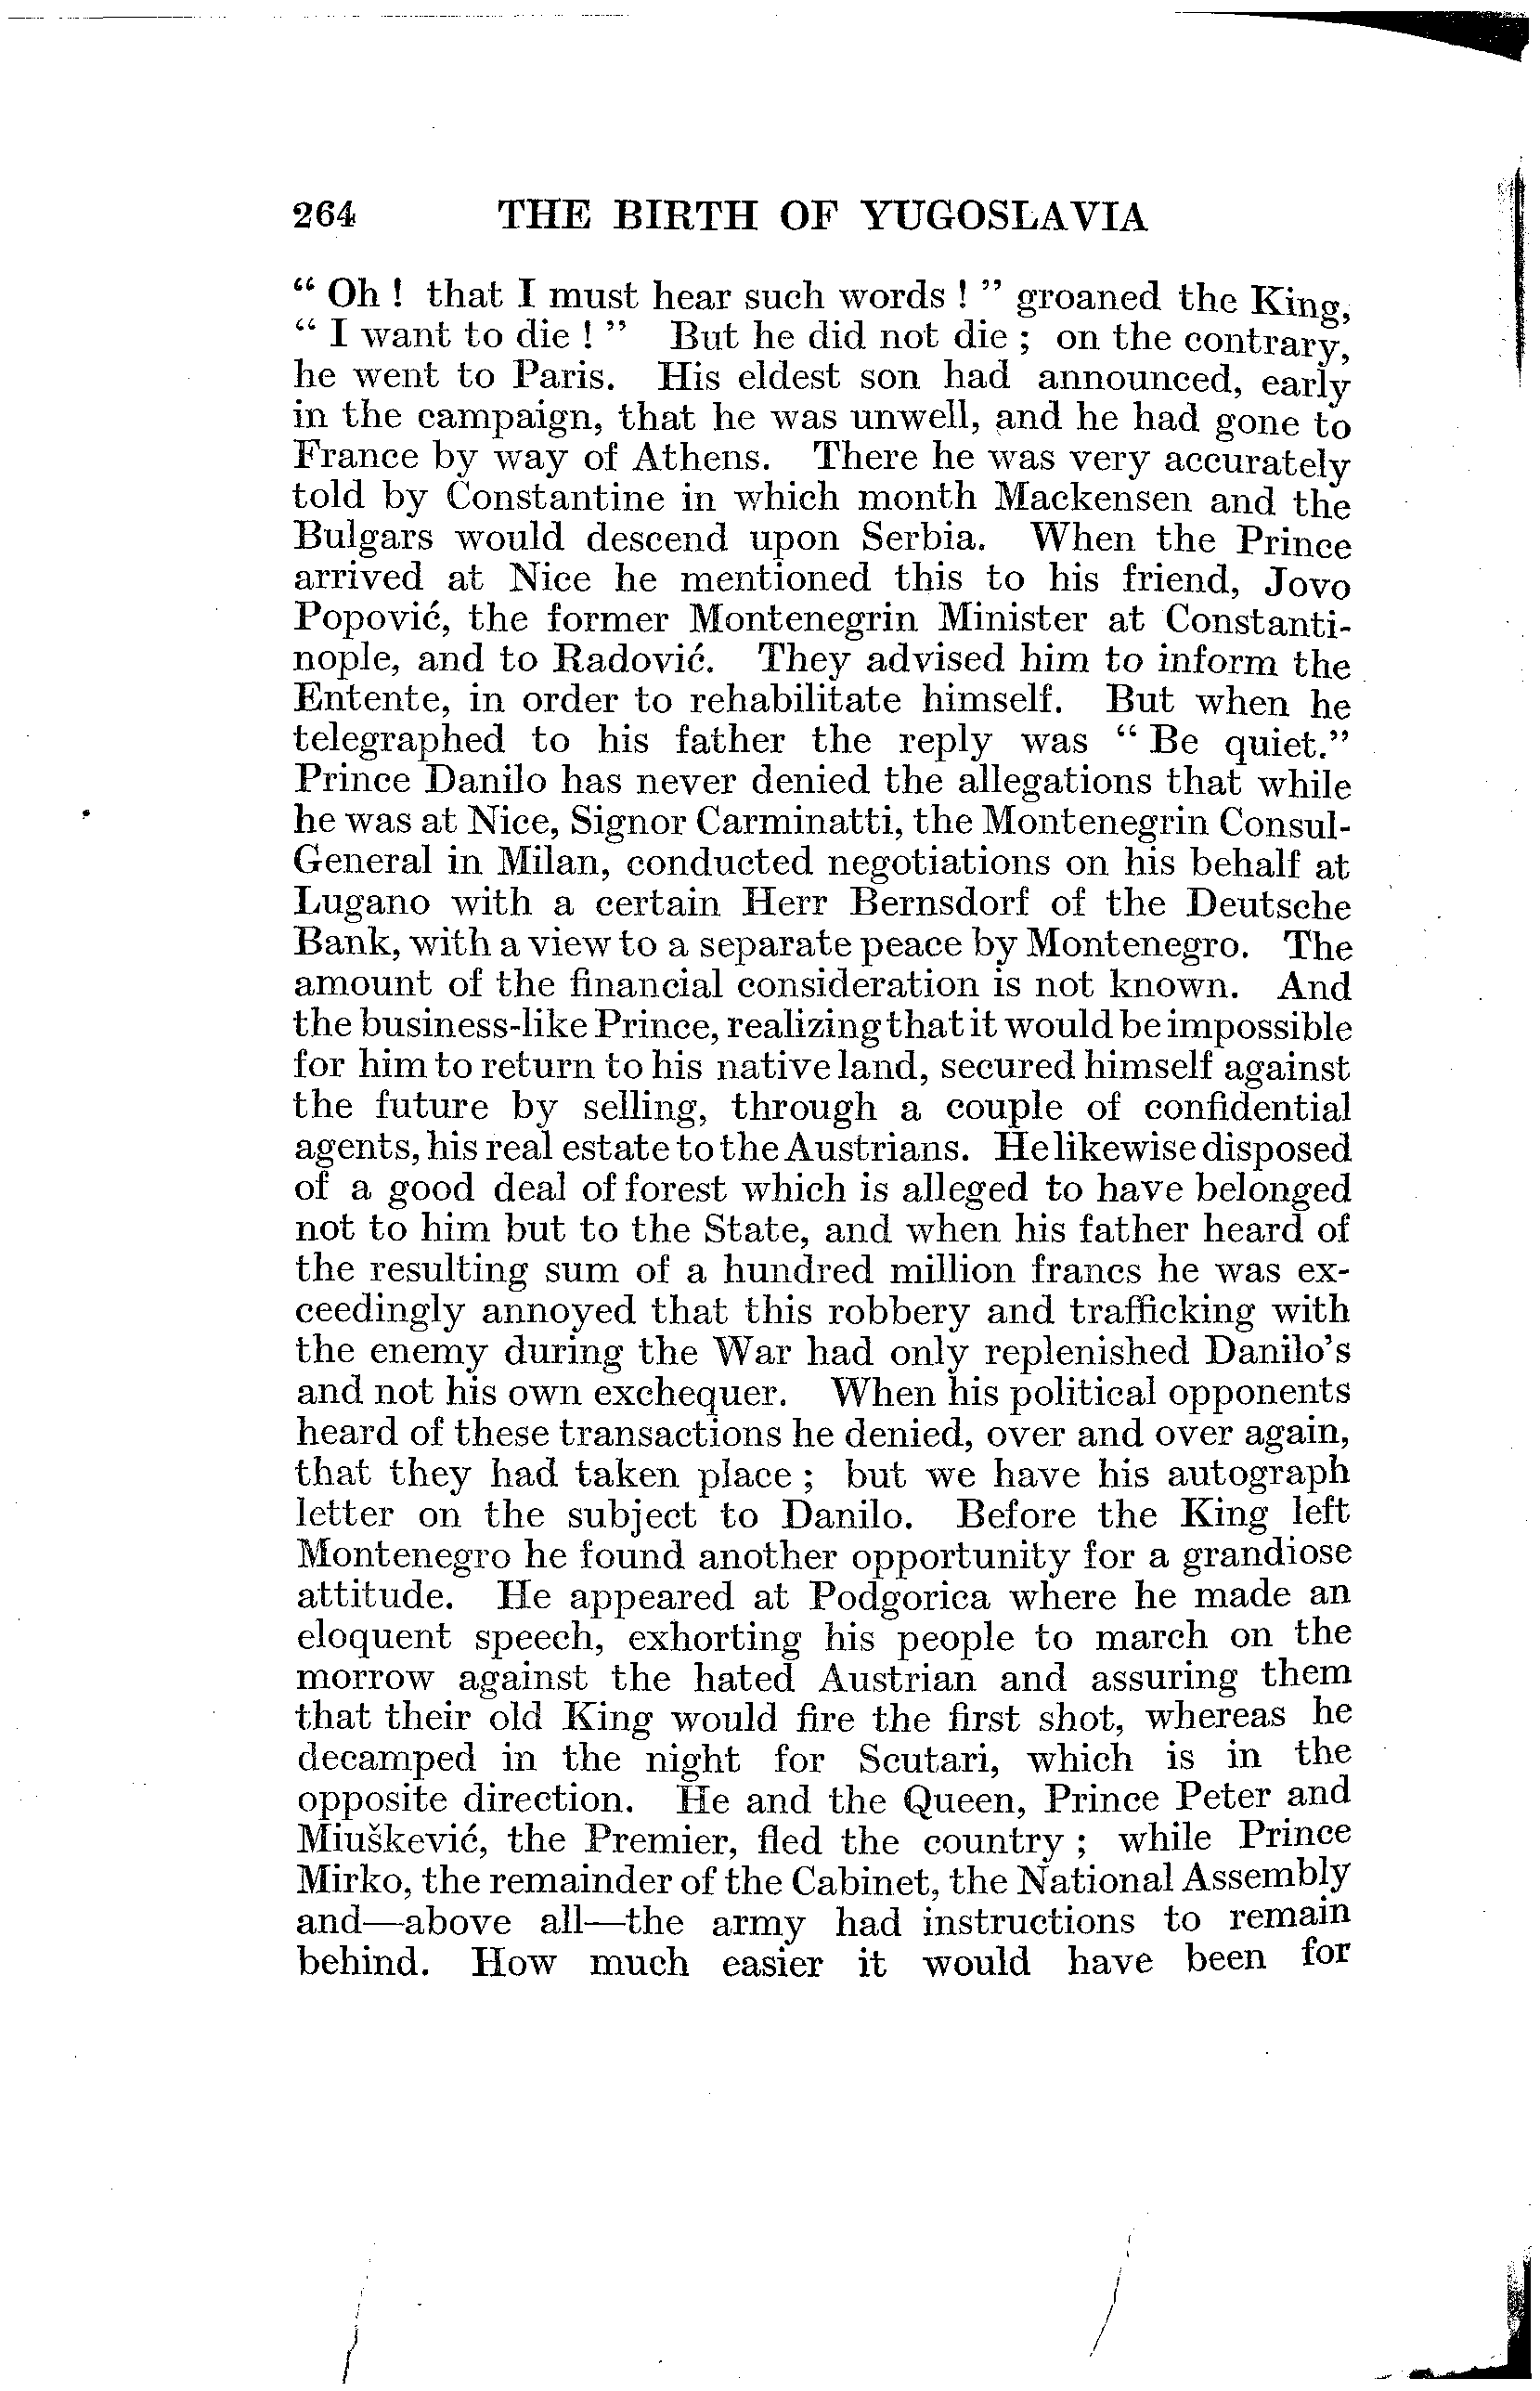 264 THE BIRTH OF YUGOSLAVIA
“ Oh ! that I must hear such words ! ” groaned the King,
“ I want to die ! ” But he did not die ; on the contrary,
he went to Paris. His eldest son had announced, early
in the campaign, that he was unwell, and he had gone to
France by way of Athens. There he was very accurately
told by Constantine in which month Mackensen and the
Bulgars would descend upon Serbia. When the Prince
arrived at Nice he mentioned this to his friend, Jovo
Popović, the former Montenegrin Minister at Constanti-
nople, and to Radović. They advised him to inform the
Entente, in order to rehabilitate himself. But when he
telegraphed to his father the reply was “ Be quiet.”
Prince Danilo has never denied the allegations that while
he was at Nice, Signor Carminatti, the Montenegrin Consul-
General in Milan, conducted negotiations on his behalf at
Lugano with a certain Herr Bernsdorf of the Deutsche
Bank, with a view to a separate peace by Montenegro. The
amount of the financial consideration is not known. And
the business-like Prince, realizing that it would be impossible
for him to return to his native land, secured himself against
the future by selling, through a couple of confidential
agents, his real estate to the Austrians. He likewise disposed
of a good deal of forest which is alleged to have belonged
not to him but to the State, and when his father heard of
the resulting sum of a hundred million francs he was ex-
ceedingly annoyed that this robbery and trafficking with
the enemy during the War had only replenished Danilo’s
and not his own exchequer. When his political opponents
heard of these transactions he denied, over and over again,
that they had taken place ; but we have his autograph
letter on the subject to Danilo. Before the King left
Montenegro he found another opportunity for a grandiose
attitude. He appeared at Podgorica where he made an
eloquent speech, exhorting his people to march on the
morrow against the hated Austrian and assuring them
that their old King would fire the first shot, whereas he
decamped in the night for Scutari, which is in the
opposite direction. He and the Queen, Prince Peter and
Miuškević, the Premier, fled the country ; while Prince
Mirko, the remainder of the Cabinet, the National Assembly
and—above all—the army had instructions to remain
behind. How much easier it would have been for